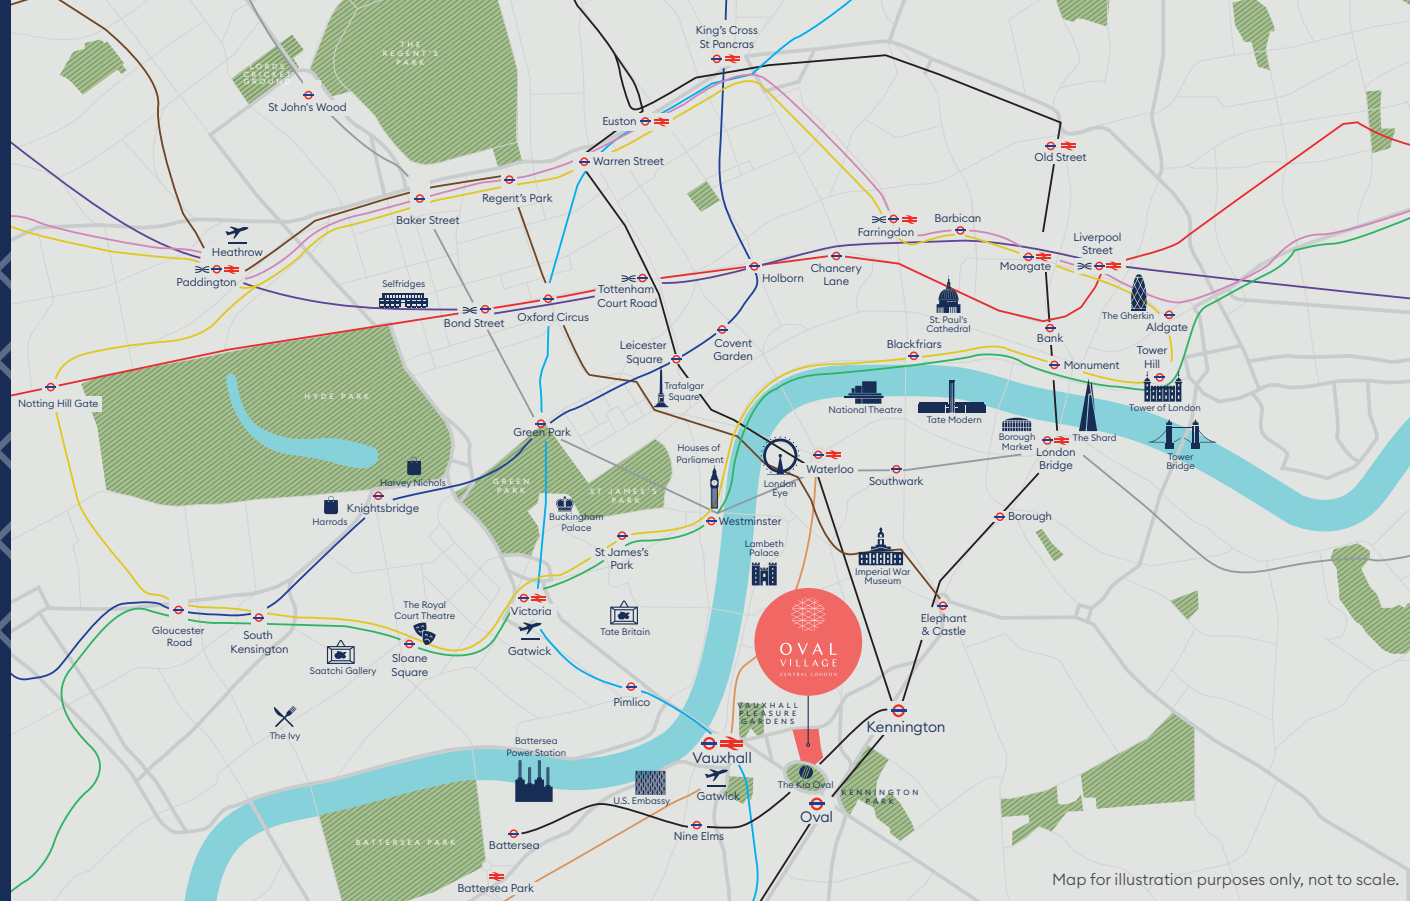 King's Cross
St Pancras
THE
REGENT'S
PARK
LORDS
CRICKET
GROUND
St John's Wood
Euston
Warren Street
Old Street
Regent's Park
Baker Street
Farringdon
Barbican
Heathrow
Paddington
Liverpool
Street
Moorgate
Holborn
Chancery
Lane
Selfridges
Tottenham
Court Road
Bond Street
Oxford Circus
St. Paul's
Cathedral
The Gherkin
Aldgate
Bank
Leicester
Square
Covent
Garden
Blackfriars
Monument
Tower
Hill
Notting Hill Gate
HYDE PARK
Trafalgar
Square
National Theatre
Tate Modern
Tower of London
Green Park
Borough
Market
The Shard
London
Bridge
Tower
Bridge
Houses of
Parliament
London
Eye
Waterloo
Southwark
Harvey Nichols
GREEN
PARK
ST JAMES'S
PARK
Harrods
Knightsbridge
Buckingham
Palace
Westminster
Borough
St James's
Park
Lambeth
Palace
Imperial War
Museum
Victoria
Gatwick
Tate Britain
Elephant
& Castle
The Royal
Court Theatre
Gloucester
Road
South
Kensington
Saatchi Gallery
Sloane
Square
OVAL
VILLAGE
CENTRAL LONDON
Pimlico
VAUXHALL
PLEASURE
GARDENS
Kennington
The Ivy
Battersea
Power Station
Vauxhall
U.S. Embassy
Gatwick
The Kia Oval
KENNINGTON
PARK
Oval
Nine Elms
BATTERSEA PARK
Battersea
Battersea Park
Map for illustration purposes only, not to scale.